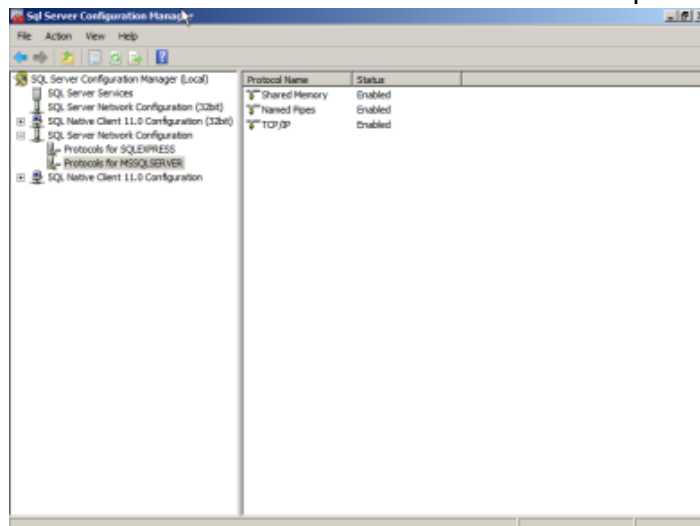 Sql Server Configuration Manager
File Action View Help
SQL Server Configuration Manager (Local)
SQL Server Services
SQL Server Network Configuration (32bit)
SQL Native Client 11.0 Configuration (32bit)
SQL Server Network Configuration
Protocols for SQLEXPRESS
Protocols for MSSQLSERVER
SQL Native Client 11.0 Configuration
Protocol Name Status
Shared Memory Enabled
Named Pipes Enabled
TCP/IP Enabled